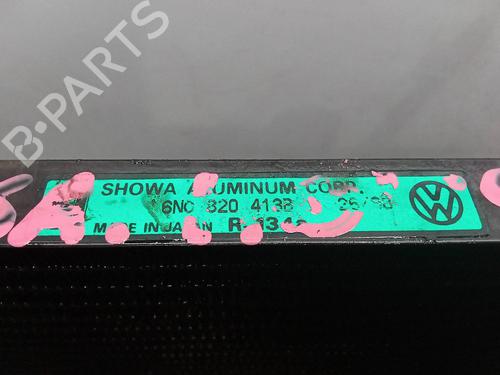 B-PARTS
SHOWA ALUMINUM CORP.
6N0 820 413B
MADE IN JAPAN